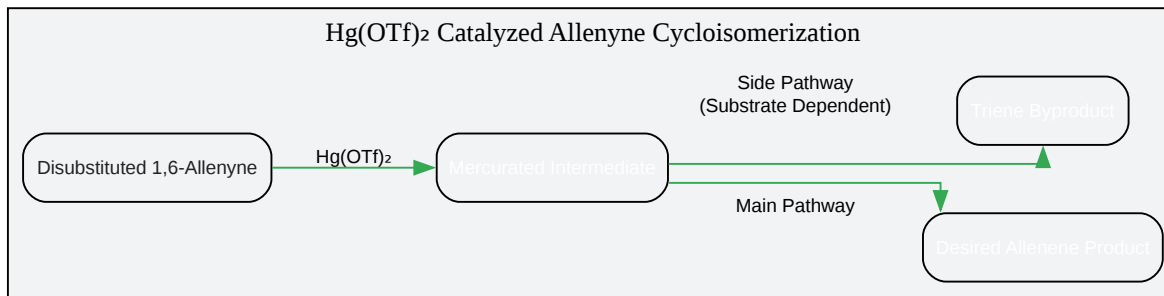 Hg(OTf)₂ Catalyzed Allenyne Cycloisomerization
Side Pathway
(Substrate Dependent)
Triene Byproduct
Disubstituted 1,6-Allenyne
Hg(OTf)₂
Mercurated Intermediate
Main Pathway
Desired Allenene Product